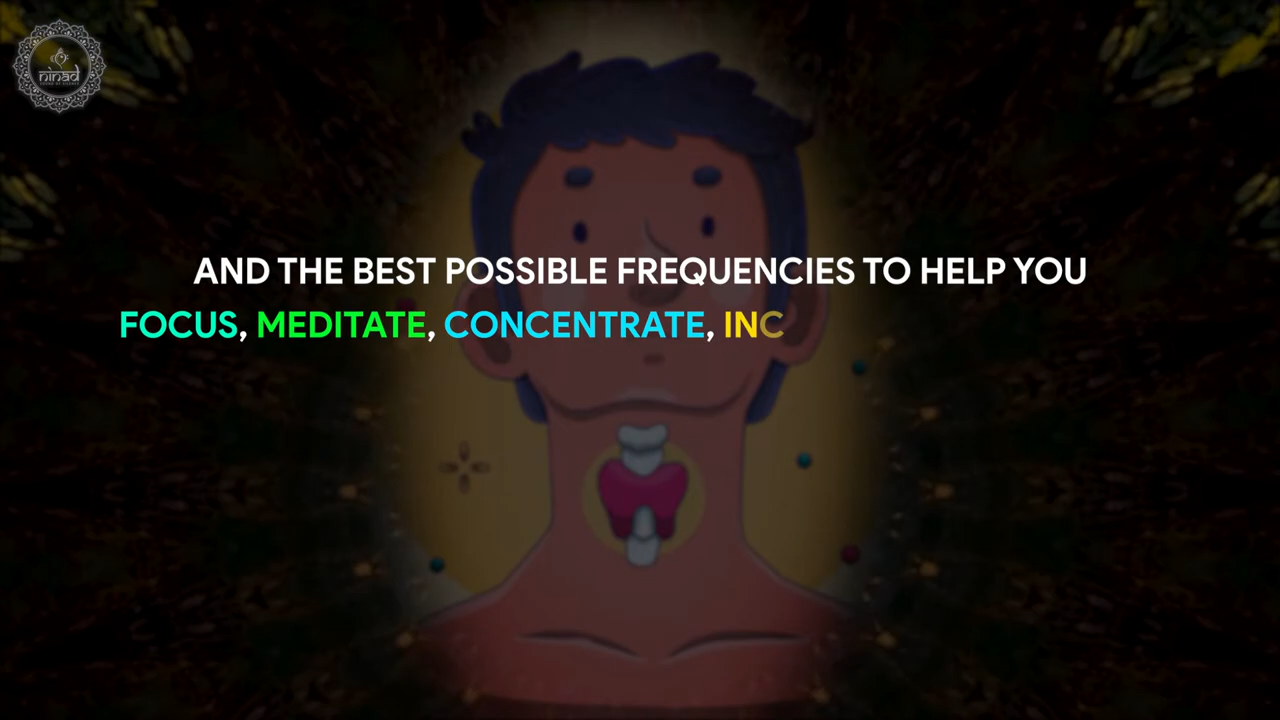 ninad
AND THE BEST POSSIBLE FREQUENCIES TO HELP YOU
FOCUS, MEDITATE, CONCENTRATE, INC